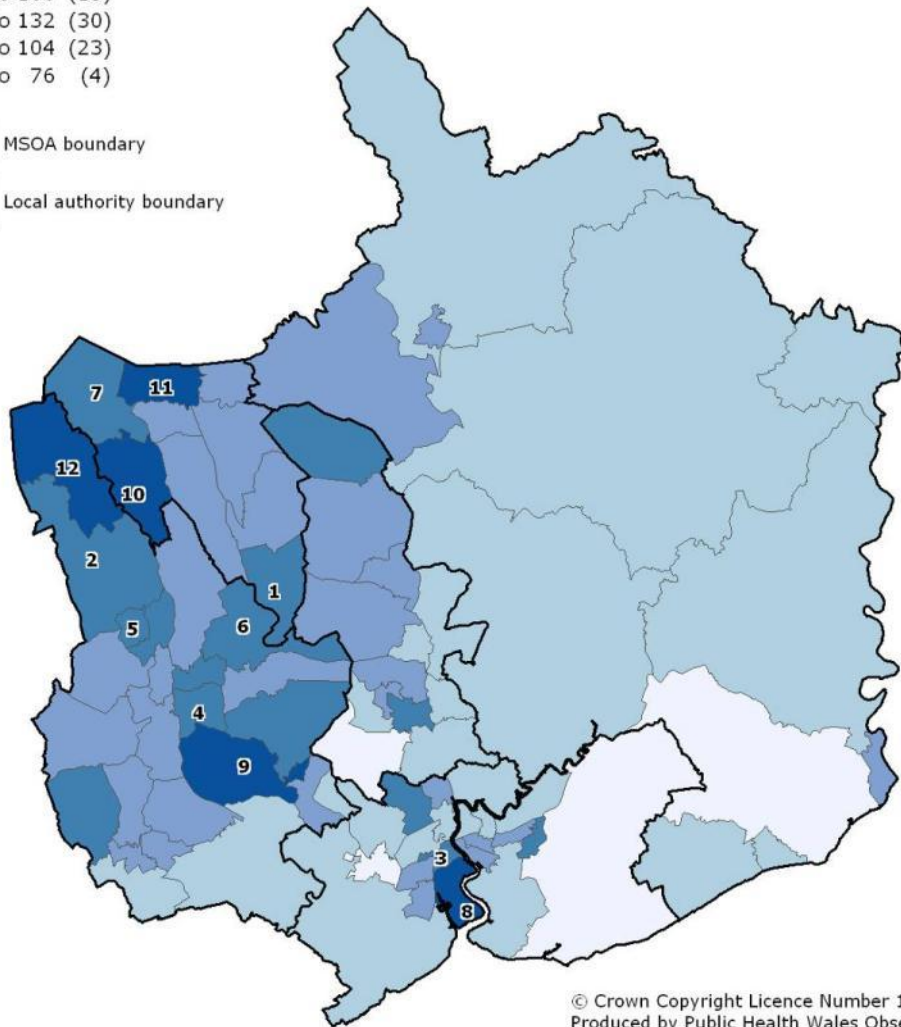 o 132 (30)
o 104 (23)
o 76 (4)
MSOA boundary
Local authority boundary
7
11
12
10
2
1
5
6
4
9
3
8
© Crown Copyright Licence Number 1
Produced by Public Health Wales Obse